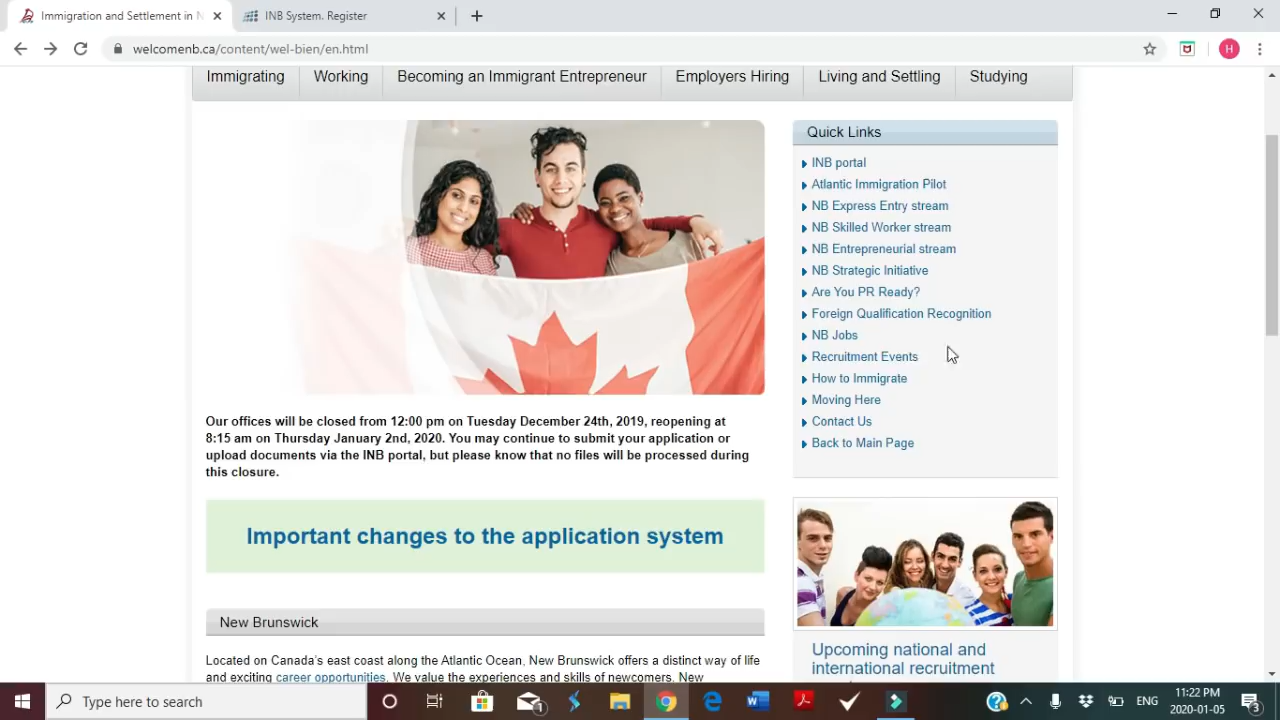 Immigration and Settlement in N
INB System. Register
welcomenb.ca/content/wel-bien/en.html
H
Immigrating
Working
Becoming an Immigrant Entrepreneur
Employers Hiring
Living and Settling
Studying
Quick Links
INB portal
Atlantic Immigration Pilot
NB Express Entry stream
NB Skilled Worker stream
NB Entrepreneurial stream
NB Strategic Initiative
Are You PR Ready?
Foreign Qualification Recognition
NB Jobs
Recruitment Events
How to Immigrate
Moving Here
Contact Us
Back to Main Page
Our offices will be closed from 12:00 pm on Tuesday December 24th, 2019, reopening at
8:15 am on Thursday January 2nd, 2020. You may continue to submit your application or
upload documents via the INB portal, but please know that no files will be processed during
this closure.
Important changes to the application system
New Brunswick
Located on Canada's east coast along the Atlantic Ocean, New Brunswick offers a distinct way of life
and exciting career opportunities. We value the experiences and skills of newcomers. New
Upcoming national and
international recruitment
Type here to search
1
ENG
11:22 PM
2020-01-05
3